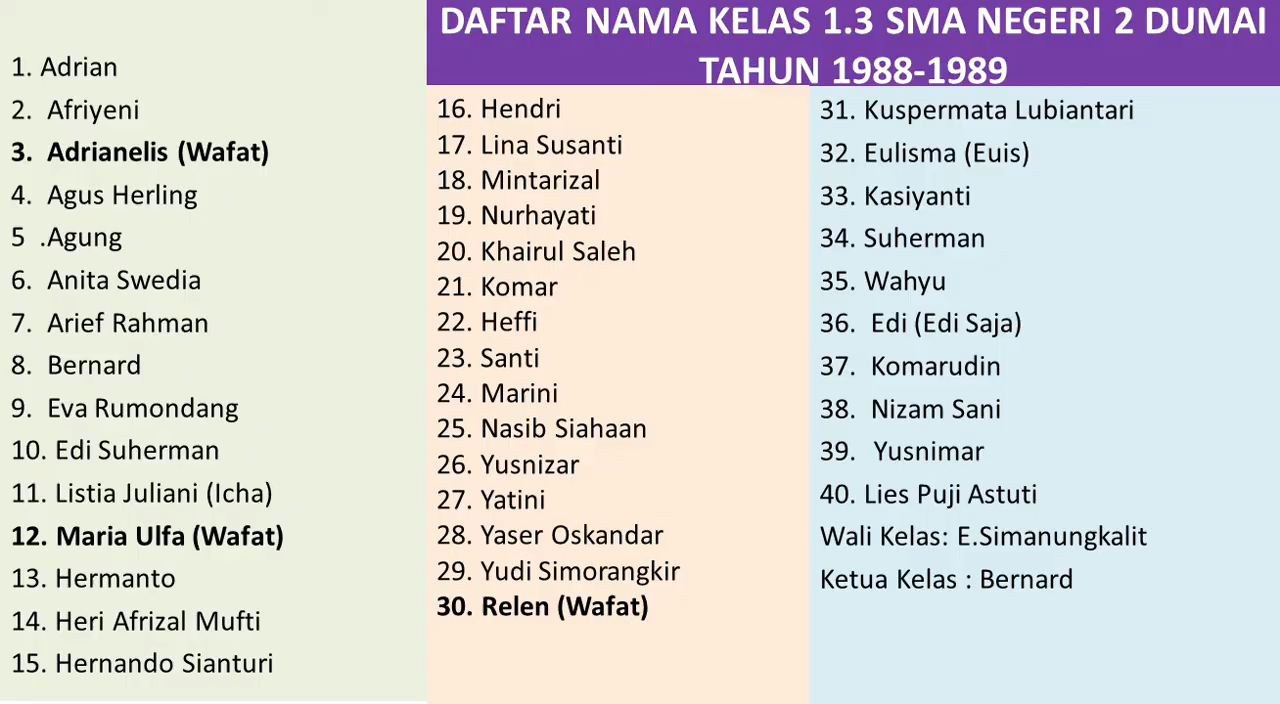 DAFTAR NAMA KELAS 1.3 SMA NEGERI 2 DUMAI
TAHUN 1988-1989
1. Adrian
2. Afriyeni
3. Adrianelis (Wafat)
4. Agus Herling
5 .Agung
6. Anita Swedia
7. Arief Rahman
8. Bernard
9. Eva Rumondang
10. Edi Suherman
11. Listia Juliani (Icha)
12. Maria Ulfa (Wafat)
13. Hermanto
14. Heri Afrizal Mufti
15. Hernando Sianturi
16. Hendri
17. Lina Susanti
18. Mintarizal
19. Nurhayati
20. Khairul Saleh
21. Komar
22. Heffi
23. Santi
24. Marini
25. Nasib Siahaan
26. Yusnizar
27. Yatini
28. Yaser Oskandar
29. Yudi Simorangkir
30. Relen (Wafat)
31. Kuspermata Lubiantari
32. Eulisma (Euis)
33. Kasiyanti
34. Suherman
35. Wahyu
36. Edi (Edi Saja)
37. Komarudin
38. Nizam Sani
39. Yusnimar
40. Lies Puji Astuti
Wali Kelas: E.Simanungkalit
Ketua Kelas : Bernard